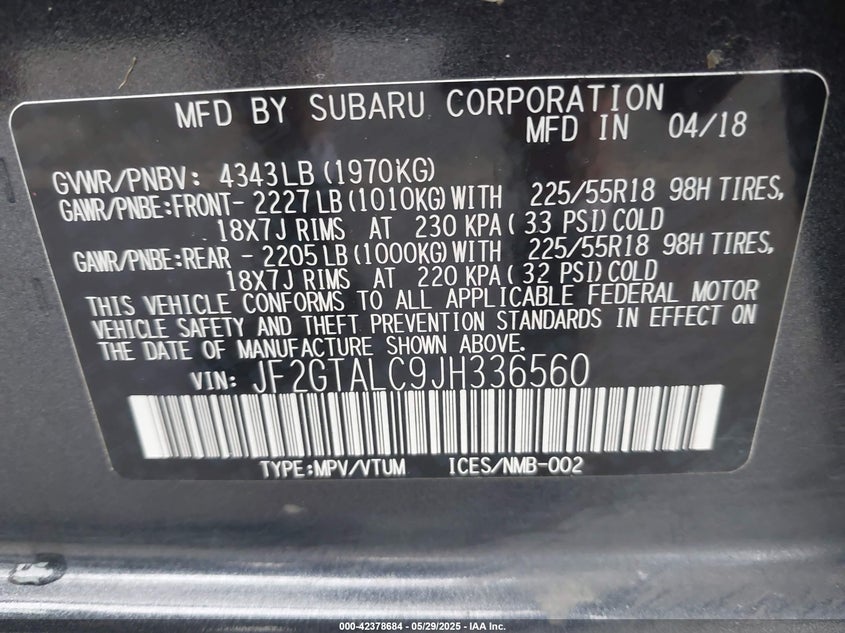 MFD BY SUBARU CORPORATION
MFD IN 04/18
GVWR/PNBV: 4343LB (1970KG)
GAWR/PNBE:FRONT- 2227LB (1010KG) WITH 225/55R18 98H TIRES,
18X7J RIMS AT 230 KPA ( 33 PSI) COLD
GAWR/PNBE:REAR - 2205LB (1000KG) WITH 225/55R18 98H TIRES,
18X7J RIMS AT 220 KPA ( 32 PSI) COLD
THIS VEHICLE CONFORMS TO ALL APPLICABLE FEDERAL MOTOR
VEHICLE SAFETY AND THEFT PREVENTION STANDARDS IN EFFECT ON
THE DATE OF MANUFACTURE SHOWN ABOVE.
VIN: JF2GTALC9JH336560
TYPE:MPV/VTUM ICES/NMB-002
000-42378684 - 05/29/2025 - IAA Inc.